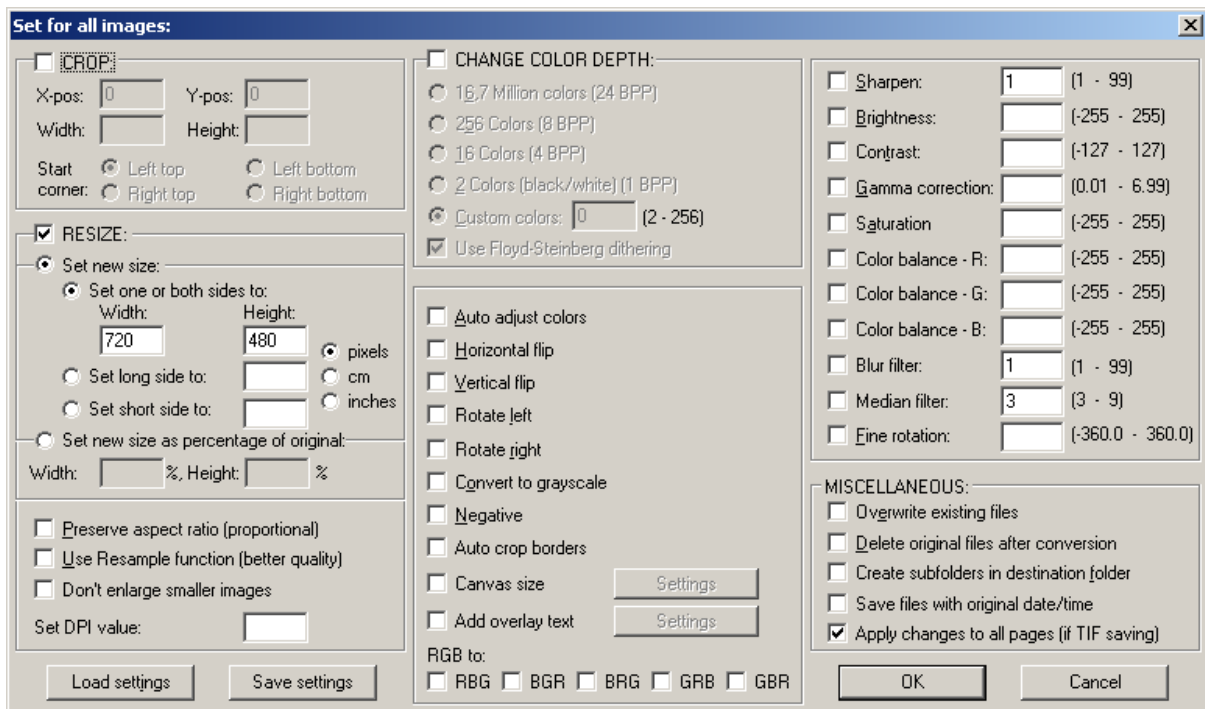 Set for all images:
CROP:
X-pos: 0 Y-pos: 0
Width: Height:
Start corner: Left top Left bottom
Right top Right bottom
RESIZE:
Set new size:
Set one or both sides to:
Width: Height:
720 480
pixels
Set long side to: cm
Set short side to: inches
Set new size as percentage of original:
Width: %, Height: %
Preserve aspect ratio (proportional)
Use Resample function (better quality)
Don't enlarge smaller images
Set DPI value:
Load settings Save settings
CHANGE COLOR DEPTH:
16,7 Million colors (24 BPP)
256 Colors (8 BPP)
16 Colors (4 BPP)
2 Colors (black/white) (1 BPP)
Custom colors: 0 (2 - 256)
Use Floyd-Steinberg dithering
Auto adjust colors
Horizontal flip
Vertical flip
Rotate left
Rotate right
Convert to grayscale
Negative
Auto crop borders
Canvas size Settings
Add overlay text Settings
RGB to:
RBG BGR BRG GRB GBR
Sharpen: 1 (1 - 99)
Brightness: (-255 - 255)
Contrast: (-127 - 127)
Gamma correction: (0.01 - 6.99)
Saturation (-255 - 255)
Color balance - R: (-255 - 255)
Color balance - G: (-255 - 255)
Color balance - B: (-255 - 255)
Blur filter: 1 (1 - 99)
Median filter: 3 (3 - 9)
Fine rotation: (-360.0 - 360.0)
MISCELLANEOUS:
Overwrite existing files
Delete original files after conversion
Create subfolders in destination folder
Save files with original date/time
Apply changes to all pages (if TIF saving)
OK Cancel